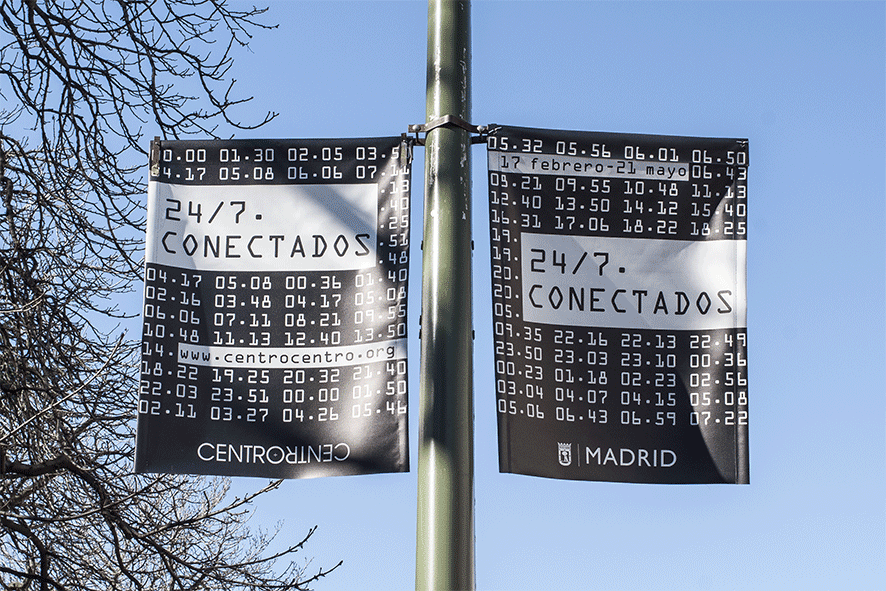 0.00 01.30 02.05
4.17 05.08 06.06 07.11
24/7.
CONECTADOS
04.17 05.08 00.36 01.40
02.16 03.48 04.17 05.08
06.06 07.11 08.21 09.55
10.48 11.13 12.40 13.50
14. www.centrocentro.org
18.22 19.25 20.32 21.40
22.03 23.51 00.00 01.50
02.11 03.27 04.26 05.46
CENTROCENTRO
05.32 05.56 06.01 06.50
17 febrero-21 mayo 06.43
08.21 09.55 10.48 11.13
12.40 13.50 14.12 15.40
16.31 17.06 18.22 18.25
24/7.
CONECTADOS
09.35 22.16 22.13 22.49
23.50 23.03 23.10 00.36
00.23 01.18 02.23 02.56
03.04 04.07 04.15 05.08
05.06 06.43 06.59 07.22
MADRID